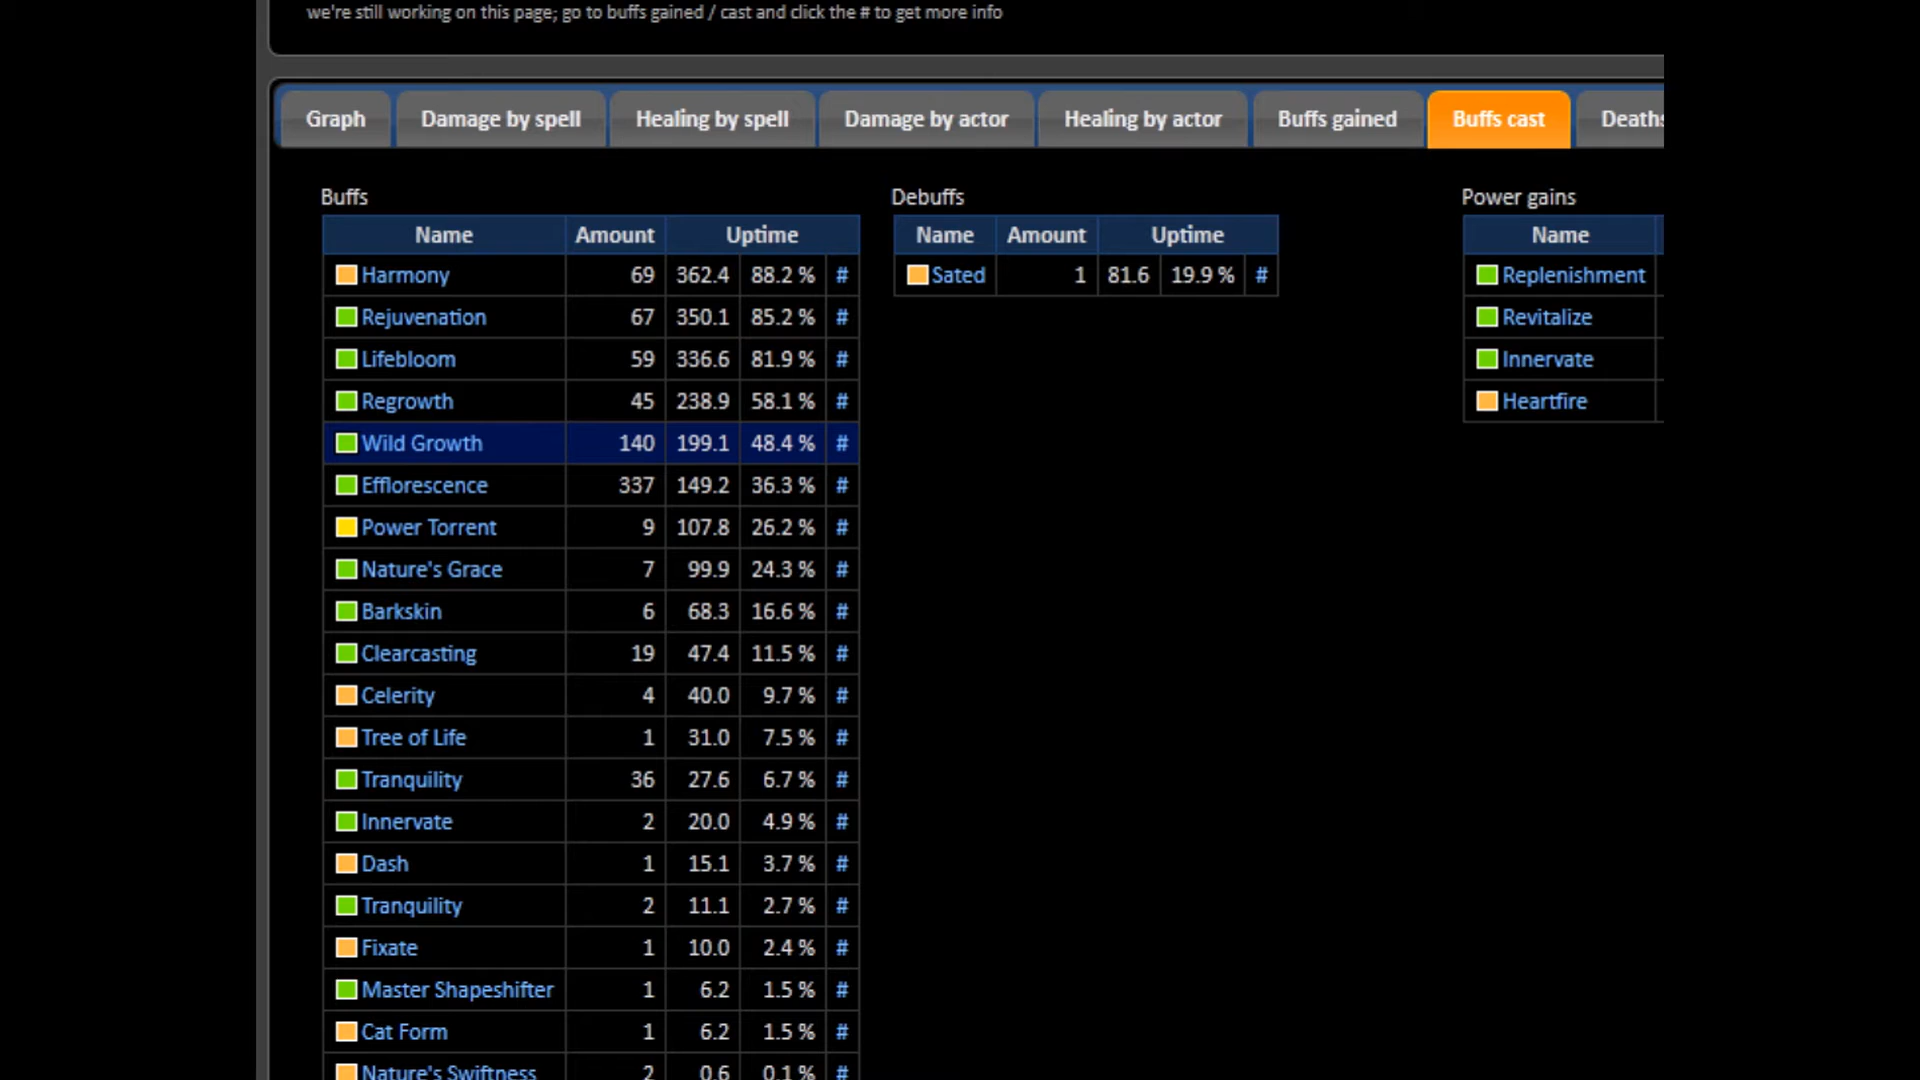 we're still working on this page; go to buffs gained / cast and click the # to get more info
Graph Damage by spell Healing by spell Damage by actor Healing by actor Buffs gained Buffs cast Deaths
Buffs
Name Amount Uptime
Harmony 69 362.4 88.2 % #
Rejuvenation 67 350.1 85.2 % #
Lifebloom 59 336.6 81.9 % #
Regrowth 45 238.9 58.1 % #
Wild Growth 140 199.1 48.4 % #
Efflorescence 337 149.2 36.3 % #
Power Torrent 9 107.8 26.2 % #
Nature's Grace 7 99.9 24.3 % #
Barkskin 6 68.3 16.6 % #
Clearcasting 19 47.4 11.5 % #
Celerity 4 40.0 9.7 % #
Tree of Life 1 31.0 7.5 % #
Tranquility 36 27.6 6.7 % #
Innervate 2 20.0 4.9 % #
Dash 1 15.1 3.7 % #
Tranquility 2 11.1 2.7 % #
Fixate 1 10.0 2.4 % #
Master Shapeshifter 1 6.2 1.5 % #
Cat Form 1 6.2 1.5 % #
Nature's Swiftness 2 0.6 0.1 % #
Debuffs
Name Amount Uptime
Sated 1 81.6 19.9 % #
Power gains
Name
Replenishment
Revitalize
Innervate
Heartfire